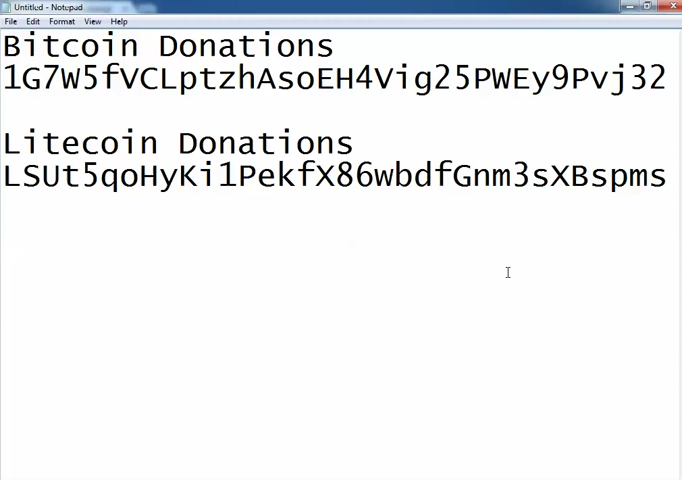 Untitled - Notepad
File Edit Format View Help
Bitcoin Donations
1G7W5fVCLptzhAsoEH4Vig25PWEy9Pvj32
Litecoin Donations
LSUt5qoHyKi1PekfX86wbdfGnm3sXBspms